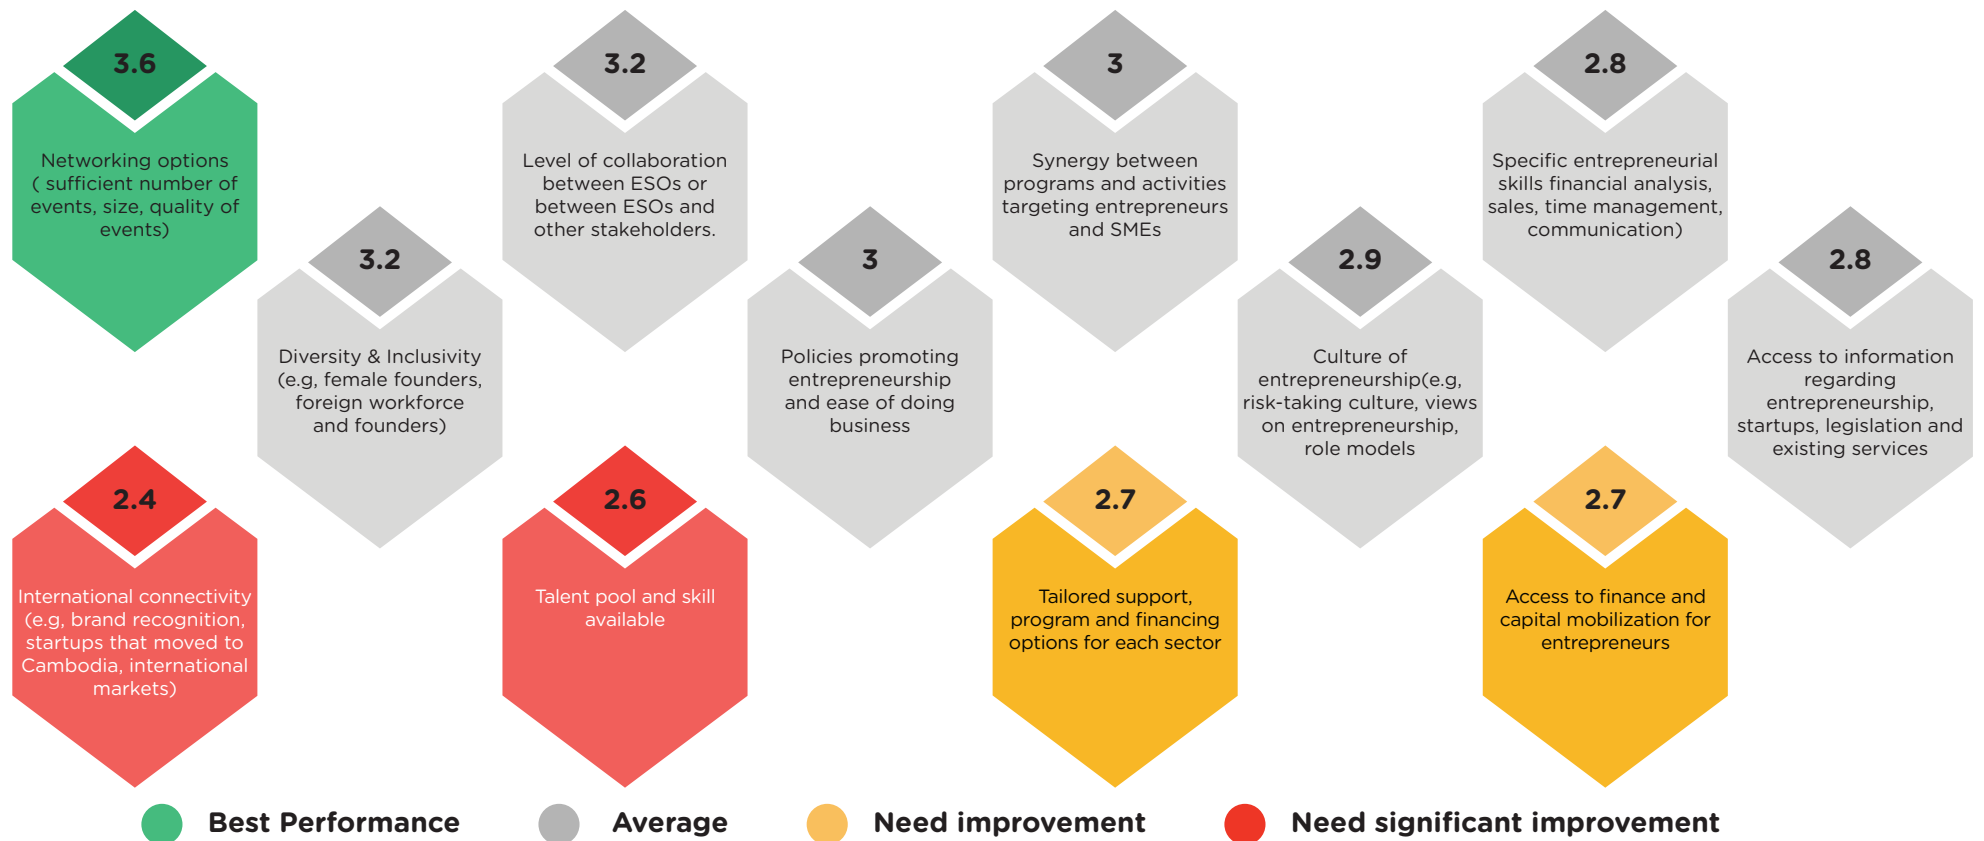 3.6
Networking options
( sufficient number of
events, size, quality of
events)
3.2
Diversity & Inclusivity
(e.g, female founders,
foreign workforce
and founders)
3.2
Level of collaboration
between ESOs or
between ESOs and
other stakeholders.
3
Policies promoting
entrepreneurship
and ease of doing
business
3
Synergy between
programs and activities
targeting entrepreneurs
and SMEs
2.9
Culture of
entrepreneurship(e.g,
risk-taking culture, views
on entrepreneurship,
role models
2.8
Specific entrepreneurial
skills financial analysis,
sales, time management,
communication)
2.8
Access to information
regarding
entrepreneurship,
startups, legislation and
existing services
2.4
International connectivity
(e.g, brand recognition,
startups that moved to
Cambodia, international
markets)
2.6
Talent pool and skill
available
2.7
Tailored support,
program and financing
options for each sector
2.7
Access to finance and
capital mobilization for
entrepreneurs
Best Performance
Average
Need improvement
Need significant improvement